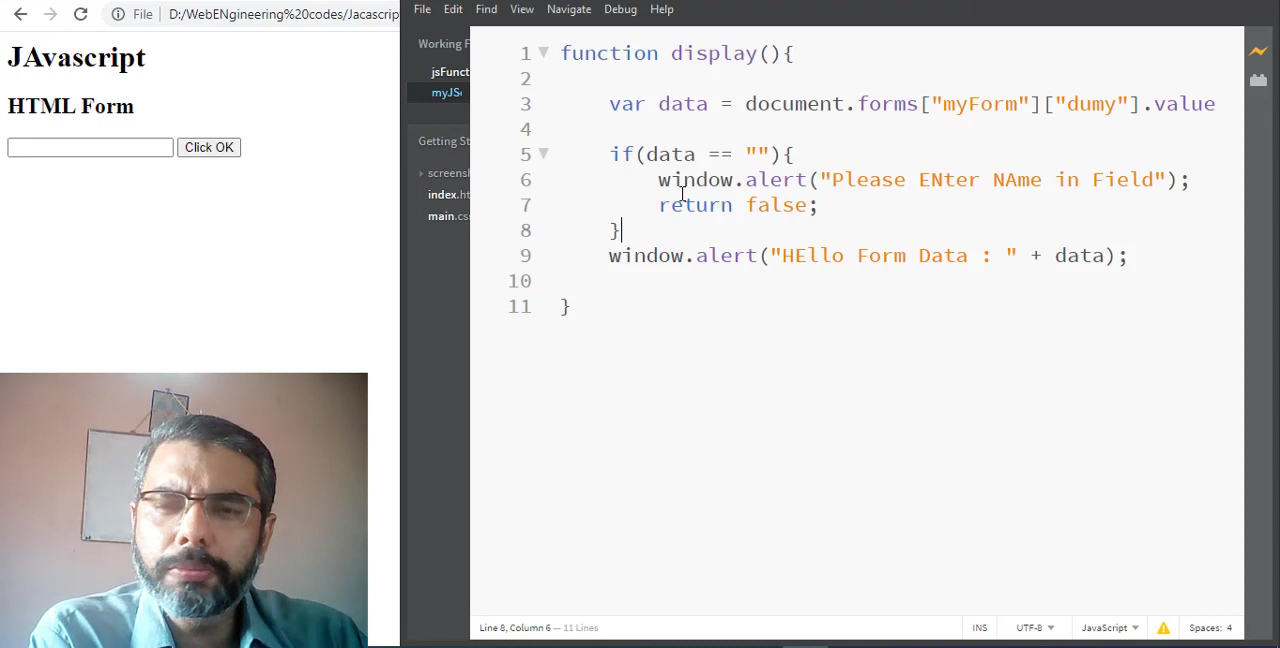 File D:/WebENgineering%20codes/Jacascrip
JAvascript
HTML Form
Click OK
File Edit Find View Navigate Debug Help
Working F
jsFunct
myJSc
Getting St
screensh
index.ht
main.css
1 function display(){
2
3 var data = document.forms["myForm"]["dumy"].value
4
5 if(data == ""){
6 window.alert("Please ENter NAme in Field");
7 return false;
8 }
9 window.alert("HEllo Form Data : " + data);
10
11 }
Line 8, Column 6 — 11 Lines
INS UTF-8 JavaScript Spaces: 4